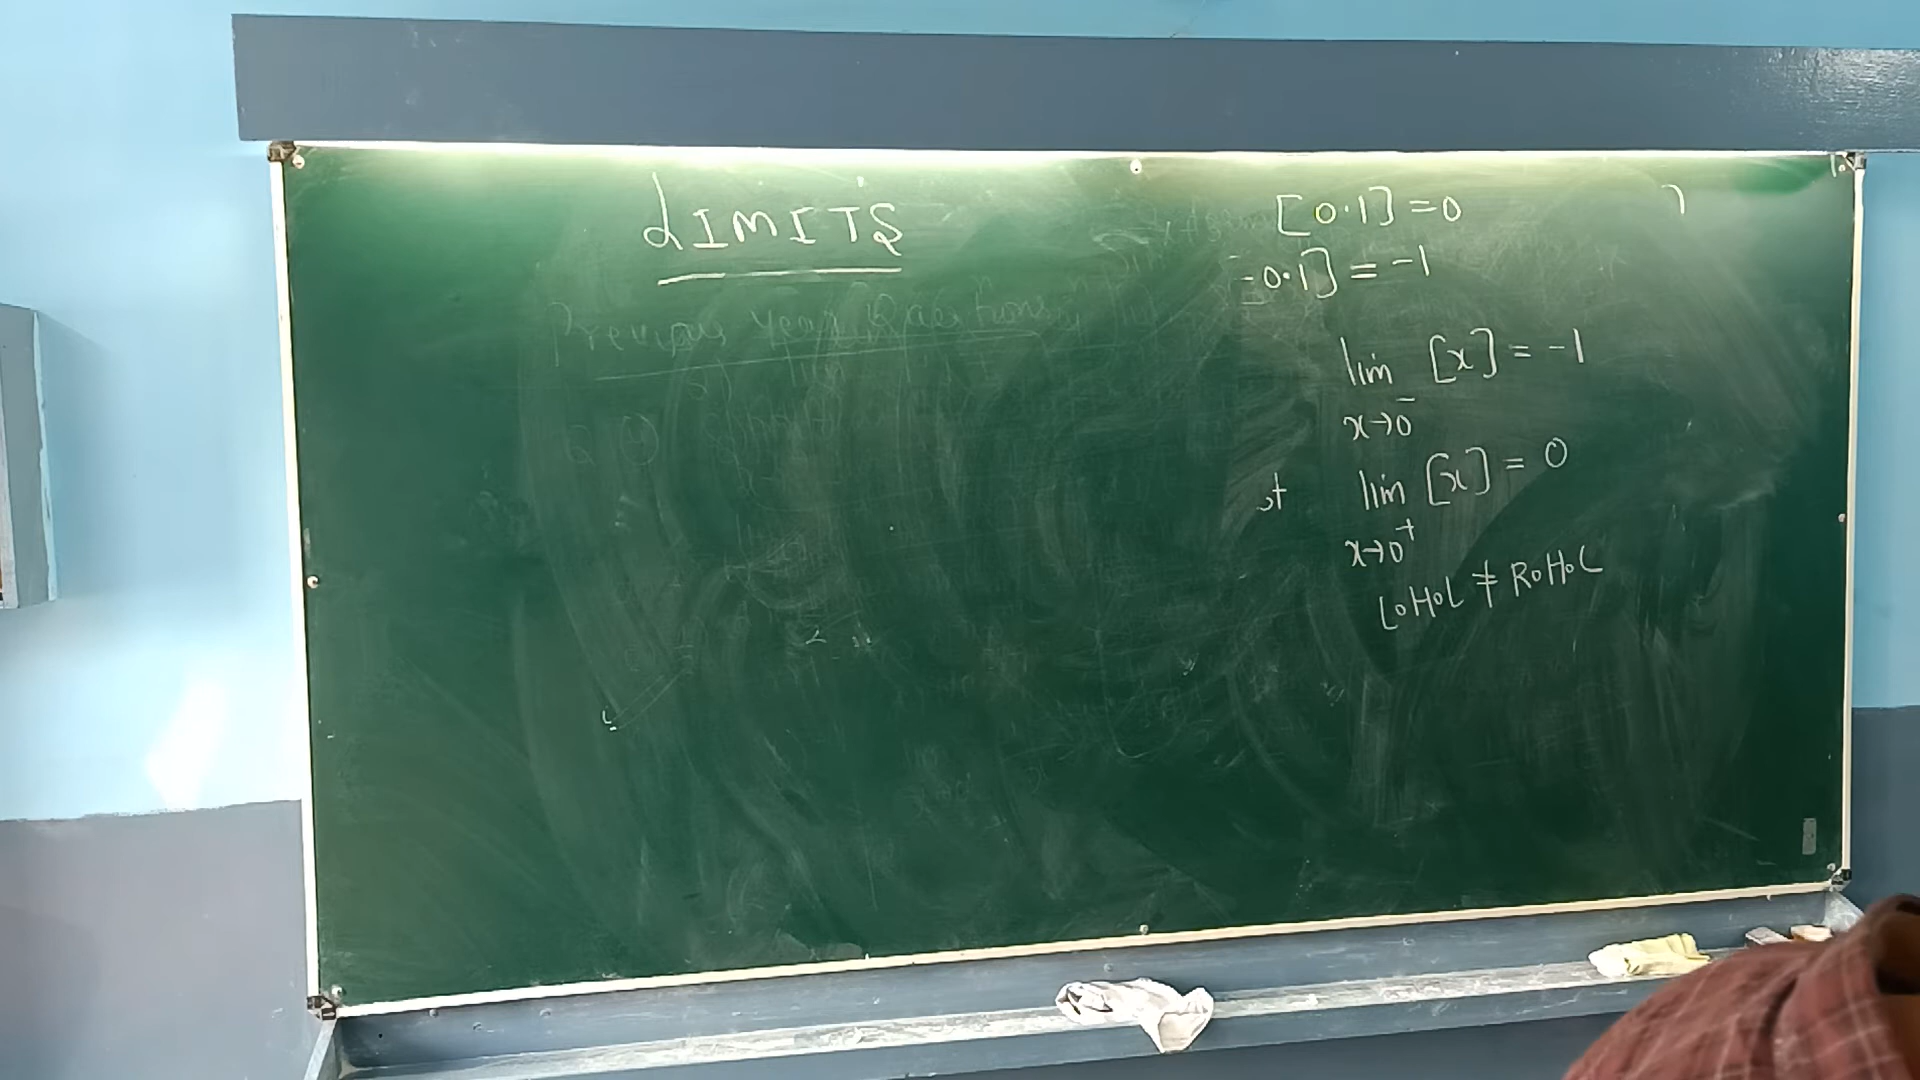 LIMITS
Previous Year Questions
[0.1] = 0
-0.1] = -1
lim [x] = -1
x→0⁻
lim [x] = 0
x→0⁺
LoHoL ≠ RoHoL